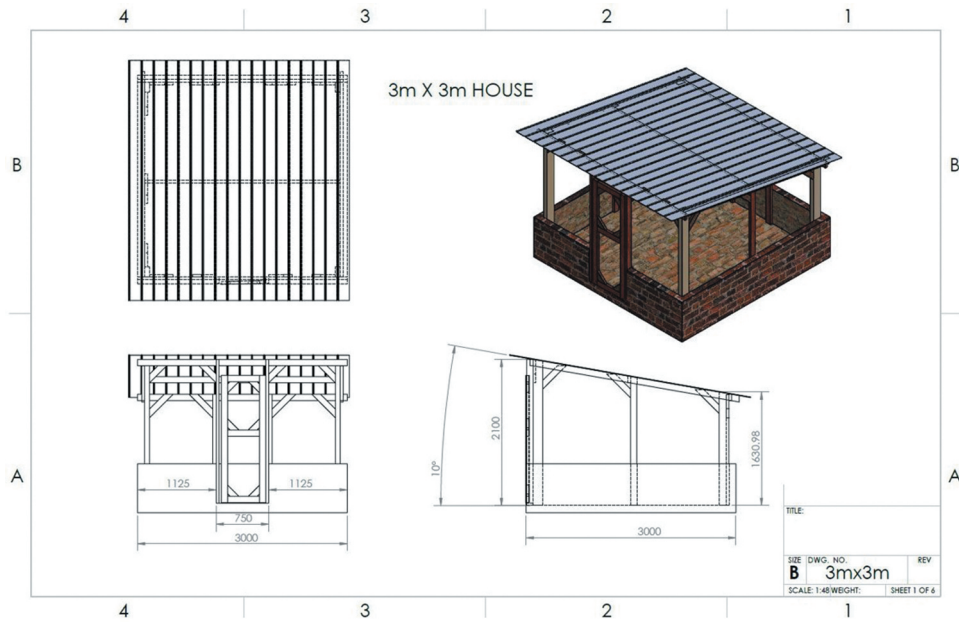 4 3 2 1
3m X 3m HOUSE
B B
1125 1125
750
3000
10°
2100
1630.98
3000
A A
TITLE:
SIZE DWG. NO. REV
B 3mx3m
SCALE: 1:48 WEIGHT: SHEET 1 OF 6
4 3 2 1